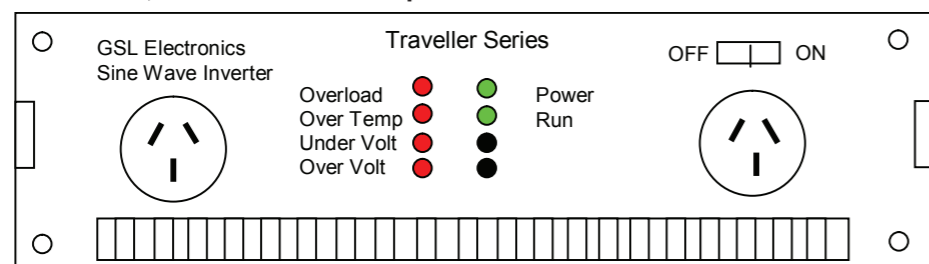 Traveller Series
GSL Electronics
Sine Wave Inverter
OFF ON
Overload Power
Over Temp Run
Under Volt
Over Volt